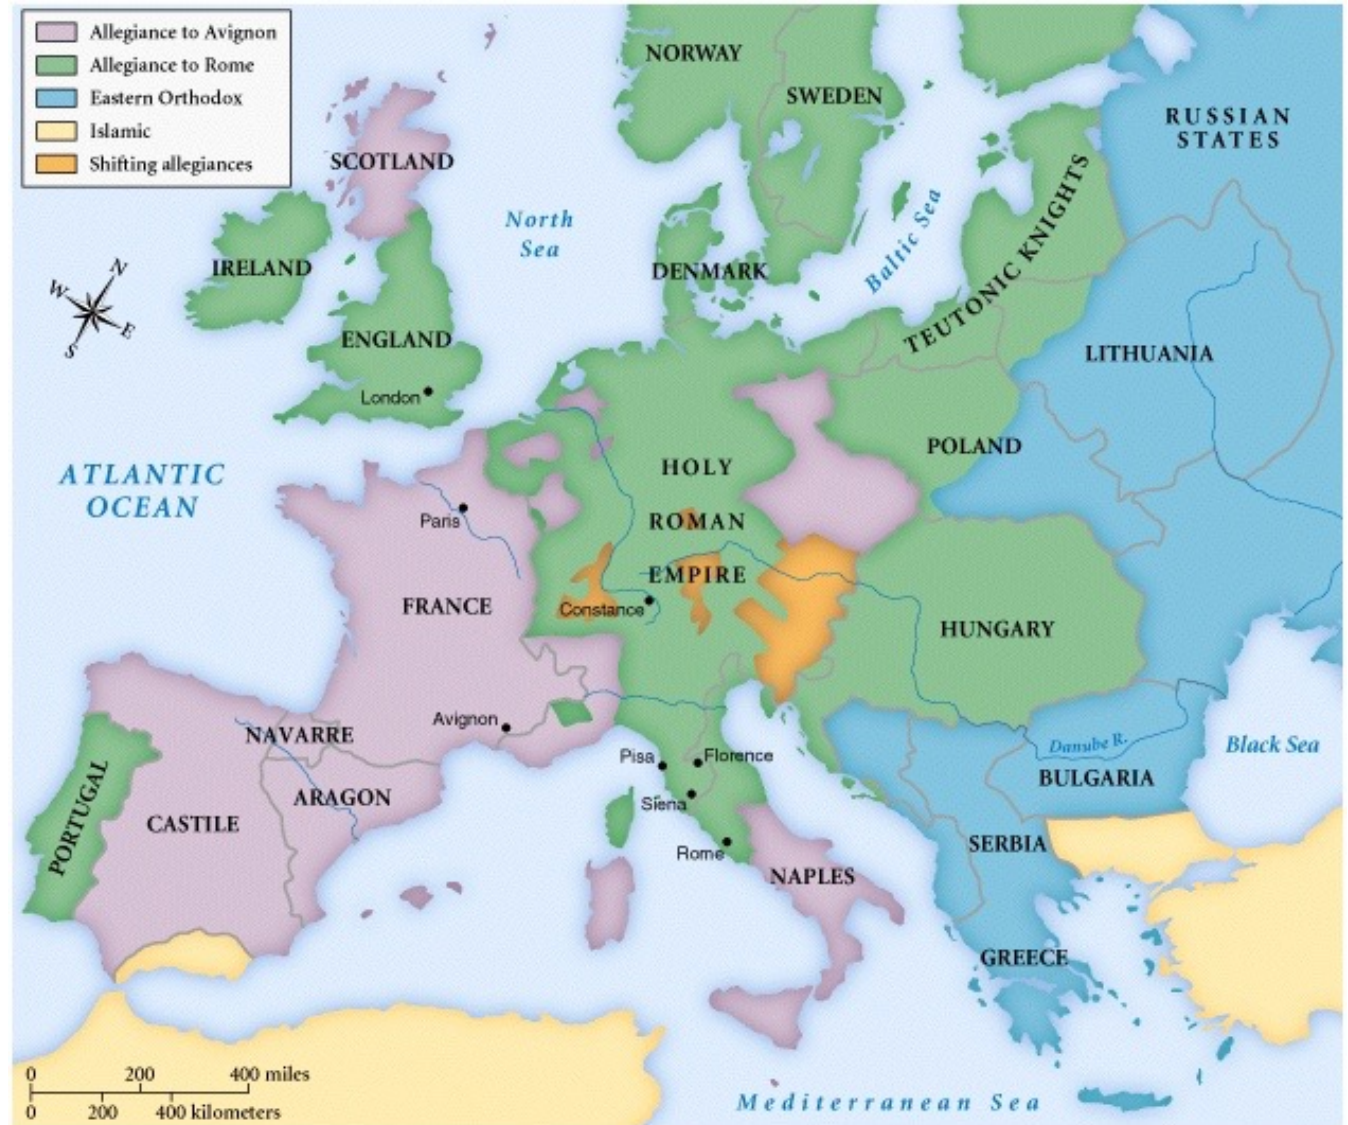 Allegiance to Avignon
Allegiance to Rome
Eastern Orthodox
Islamic
Shifting allegiances
NORWAY
SWEDEN
RUSSIAN
STATES
SCOTLAND
North
Sea
Baltic Sea
TEUTONIC KNIGHTS
IRELAND
DENMARK
N
W
E
S
ENGLAND
London
LITHUANIA
ATLANTIC
OCEAN
POLAND
HOLY
ROMAN
EMPIRE
Paris
FRANCE
Constance
HUNGARY
Avignon
NAVARRE
Pisa
Florence
Danube R.
Black Sea
BULGARIA
PORTUGAL
CASTILE
ARAGON
Siena
Rome
SERBIA
NAPLES
GREECE
0 200 400 miles
0 200 400 kilometers
Mediterranean Sea